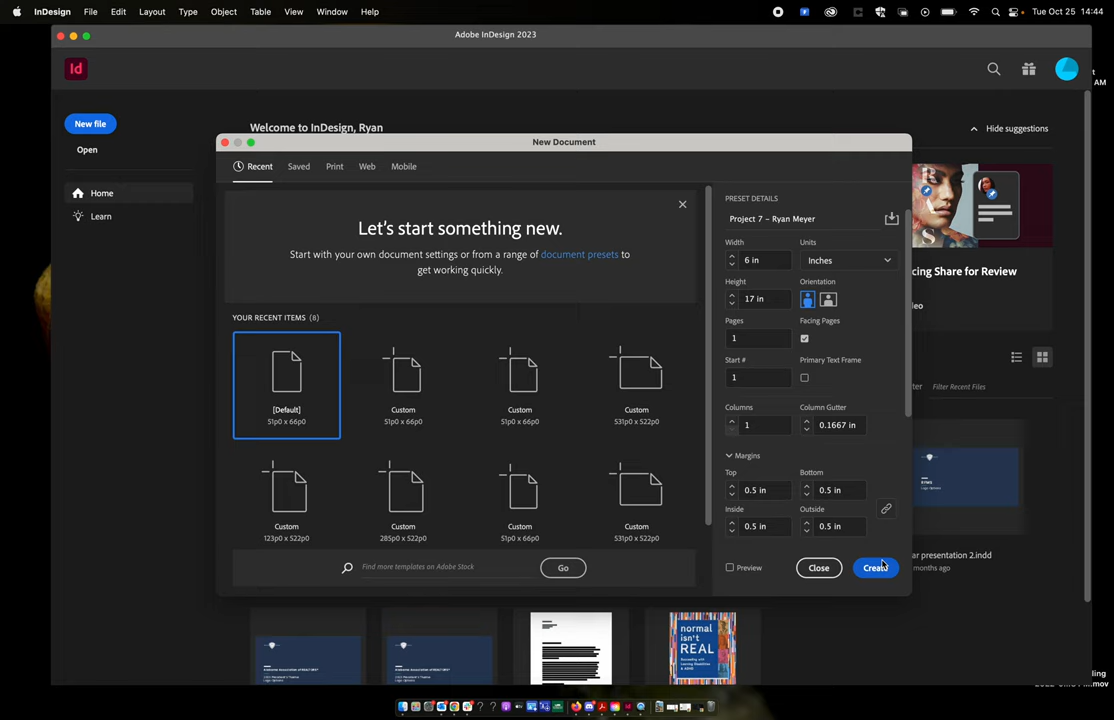 InDesign File Edit Layout Type Object Table View Window Help Tue Oct 25 14:44
Adobe InDesign 2023
Id
AM
New file
Open
Home
Learn
Welcome to InDesign, Ryan
Hide suggestions
New Document
Recent Saved Print Web Mobile
Let's start something new.
Start with your own document settings or from a range of document presets to
get working quickly.
YOUR RECENT ITEMS (8)
[Default]
51p0 x 66p0
Custom
51p0 x 66p0
Custom
51p0 x 66p0
Custom
531p0 x 522p0
Custom
123p0 x 522p0
Custom
285p0 x 522p0
Custom
51p0 x 66p0
Custom
531p0 x 522p0
Find more templates on Adobe Stock
Go
PRESET DETAILS
Project 7 – Ryan Meyer
Width Units
6 in Inches
Height Orientation
17 in
Pages Facing Pages
1
Start # Primary Text Frame
1
Columns Column Gutter
1 0.1667 in
Margins
Top Bottom
0.5 in 0.5 in
Inside Outside
0.5 in 0.5 in
Preview
Close
Create
cing Share for Review
eo
ter Filter Recent Files
ar presentation 2.indd
months ago
normal
isn't
REAL
ling